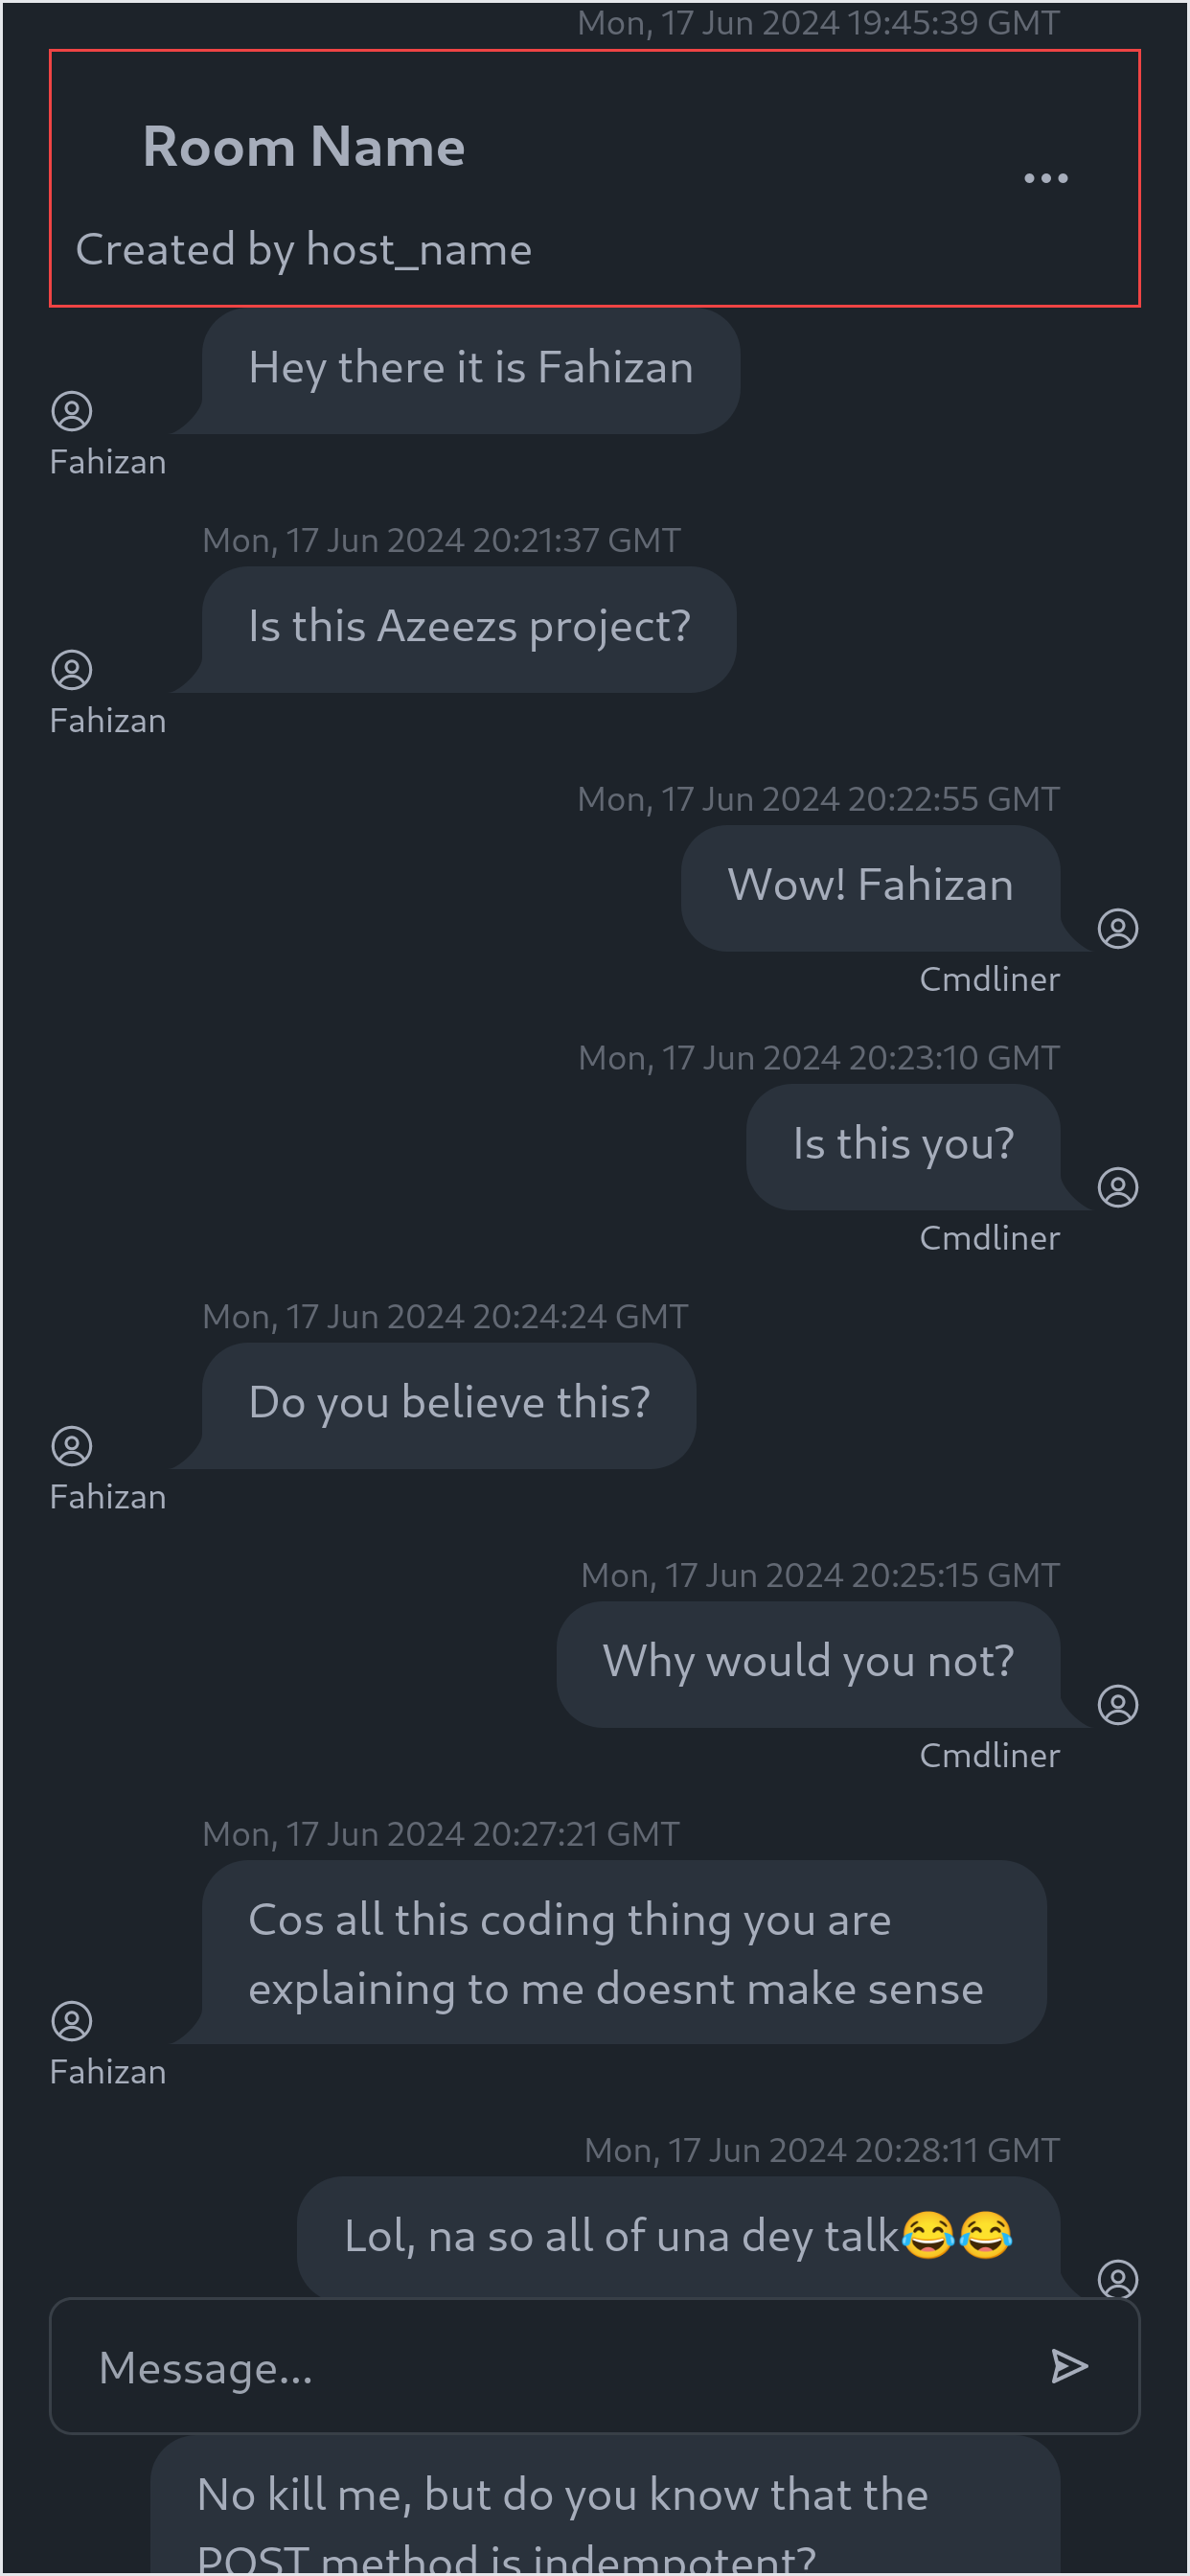 Mon, 17 Jun 2024 19:45:39 GMT
Room Name
...
Created by host_name
Hey there it is Fahizan
Fahizan
Mon, 17 Jun 2024 20:21:37 GMT
Is this Azeezs project?
Fahizan
Mon, 17 Jun 2024 20:22:55 GMT
Wow! Fahizan
Cmdliner
Mon, 17 Jun 2024 20:23:10 GMT
Is this you?
Cmdliner
Mon, 17 Jun 2024 20:24:24 GMT
Do you believe this?
Fahizan
Mon, 17 Jun 2024 20:25:15 GMT
Why would you not?
Cmdliner
Mon, 17 Jun 2024 20:27:21 GMT
Cos all this coding thing you are
explaining to me doesnt make sense
Fahizan
Mon, 17 Jun 2024 20:28:11 GMT
Lol, na so all of una dey talk😂😂
Message...
No kill me, but do you know that the
POST method is indempotent?